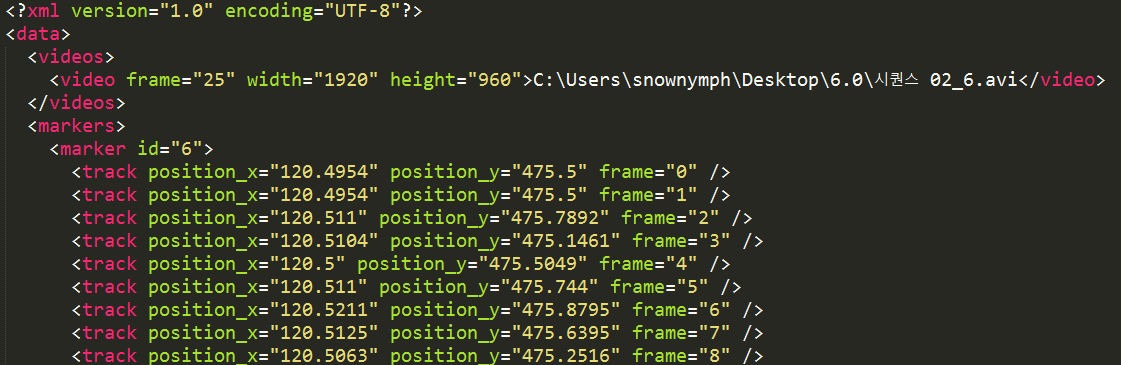 <?xml version="1.0" encoding="UTF-8"?>
<data>
<videos>
<video frame="25" width="1920" height="960">C:\Users\snownymph\Desktop\6.0\시퀀스 02_6.avi</video>
</videos>
<markers>
<marker id="6">
<track position_x="120.4954" position_y="475.5" frame="0" />
<track position_x="120.4954" position_y="475.5" frame="1" />
<track position_x="120.511" position_y="475.7892" frame="2" />
<track position_x="120.5104" position_y="475.1461" frame="3" />
<track position_x="120.5" position_y="475.5049" frame="4" />
<track position_x="120.511" position_y="475.744" frame="5" />
<track position_x="120.5211" position_y="475.8795" frame="6" />
<track position_x="120.5125" position_y="475.6395" frame="7" />
<track position_x="120.5063" position_y="475.2516" frame="8" />